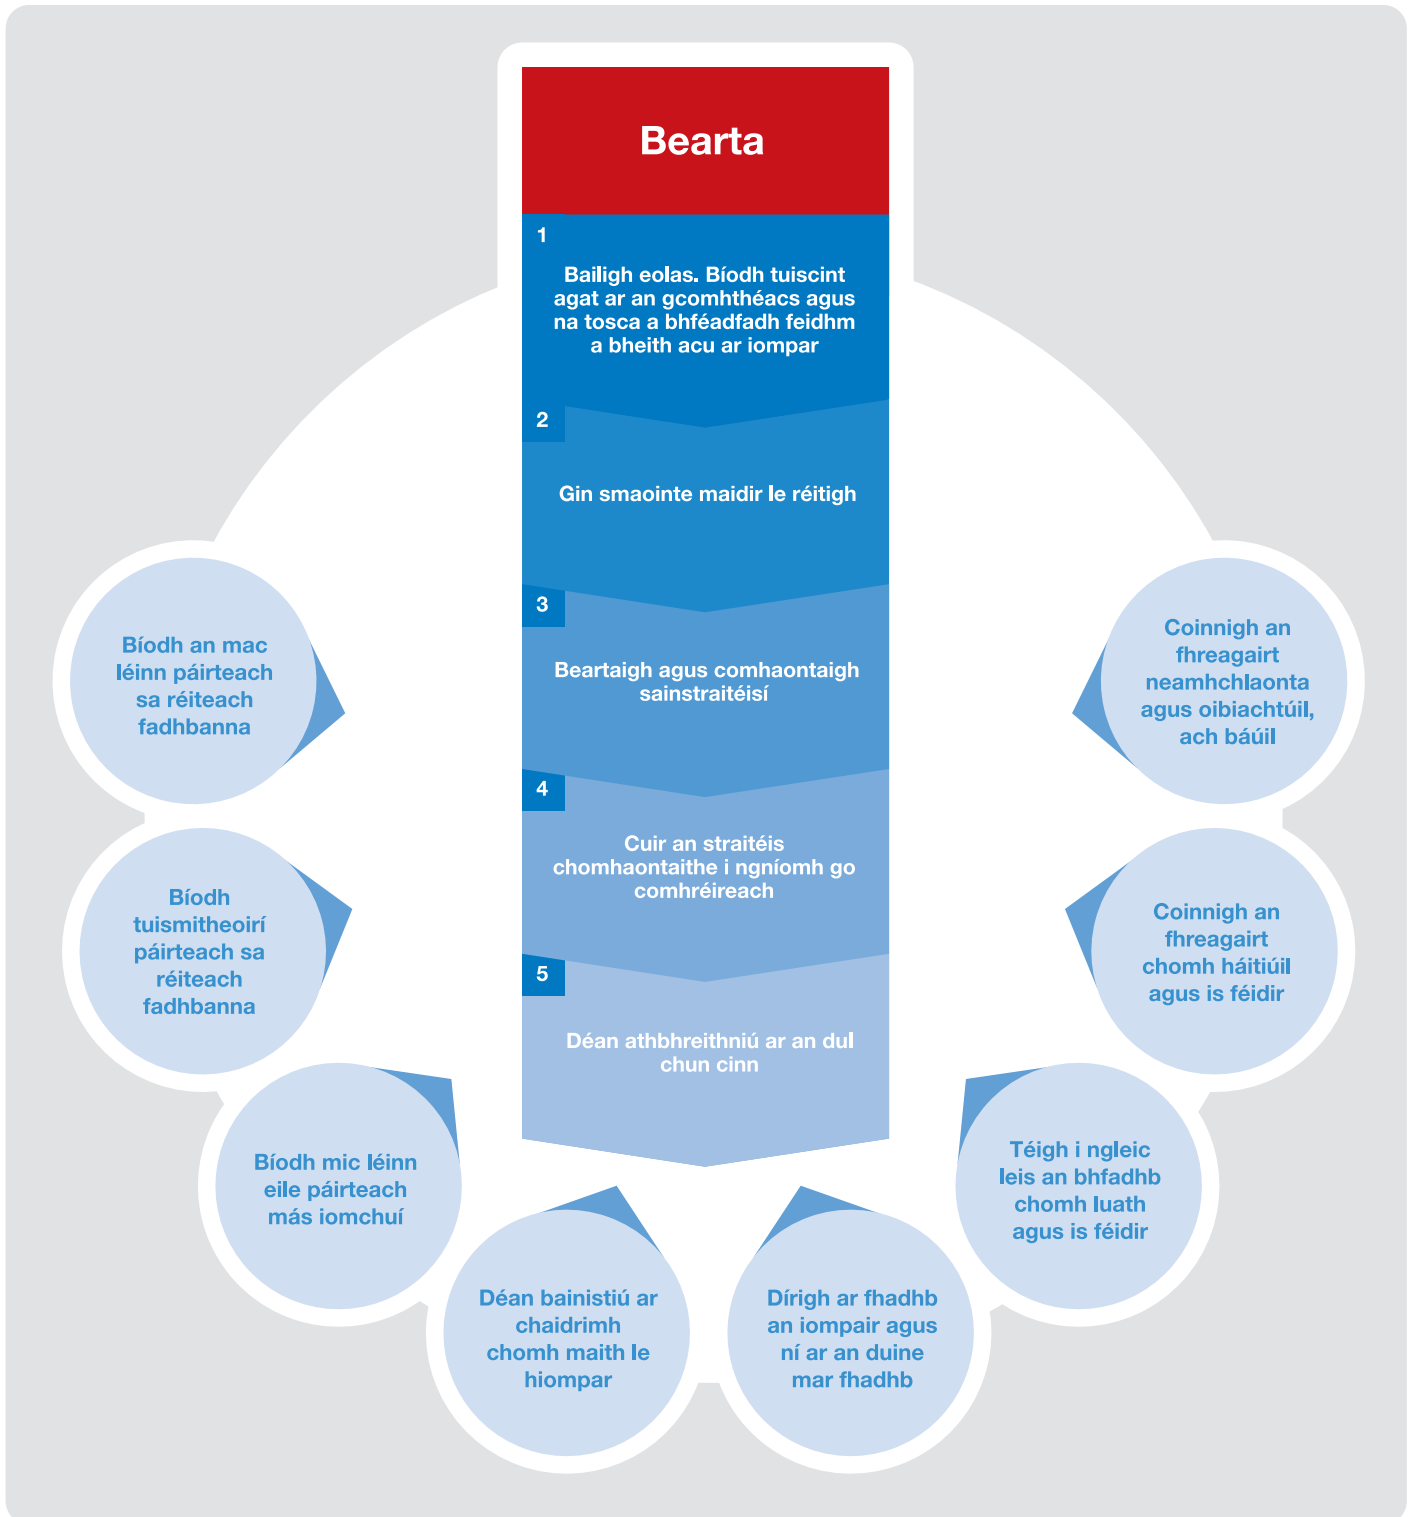 Bearta
1
Bailigh eolas. Bíodh tuiscint
agat ar an gcomhthéacs agus
na tosca a bhféadfadh feidhm
a bheith acu ar iompar
2
Gin smaointe maidir le réitigh
3
Beartaigh agus comhaontaigh
sainstraitéisí
4
Cuir an straitéis
chomhaontaithe i ngníomh go
comhréireach
5
Déan athbhreithniú ar an dul
chun cinn
Bíodh an mac
léinn páirteach
sa réiteach
fadhbanna
Bíodh
tuismitheoirí
páirteach sa
réiteach
fadhbanna
Bíodh mic léinn
eile páirteach
más iomchuí
Déan bainistiú ar
chaidrimh
chomh maith le
hiompar
Dírigh ar fhadhb
an iompair agus
ní ar an duine
mar fhadhb
Téigh i ngleic
leis an bhfadhb
chomh luath
agus is féidir
Coinnigh an
fhreagairt
chomh háitiúil
agus is féidir
Coinnigh an
fhreagairt
neamhchlaonta
agus oibiachtúil,
ach báúil